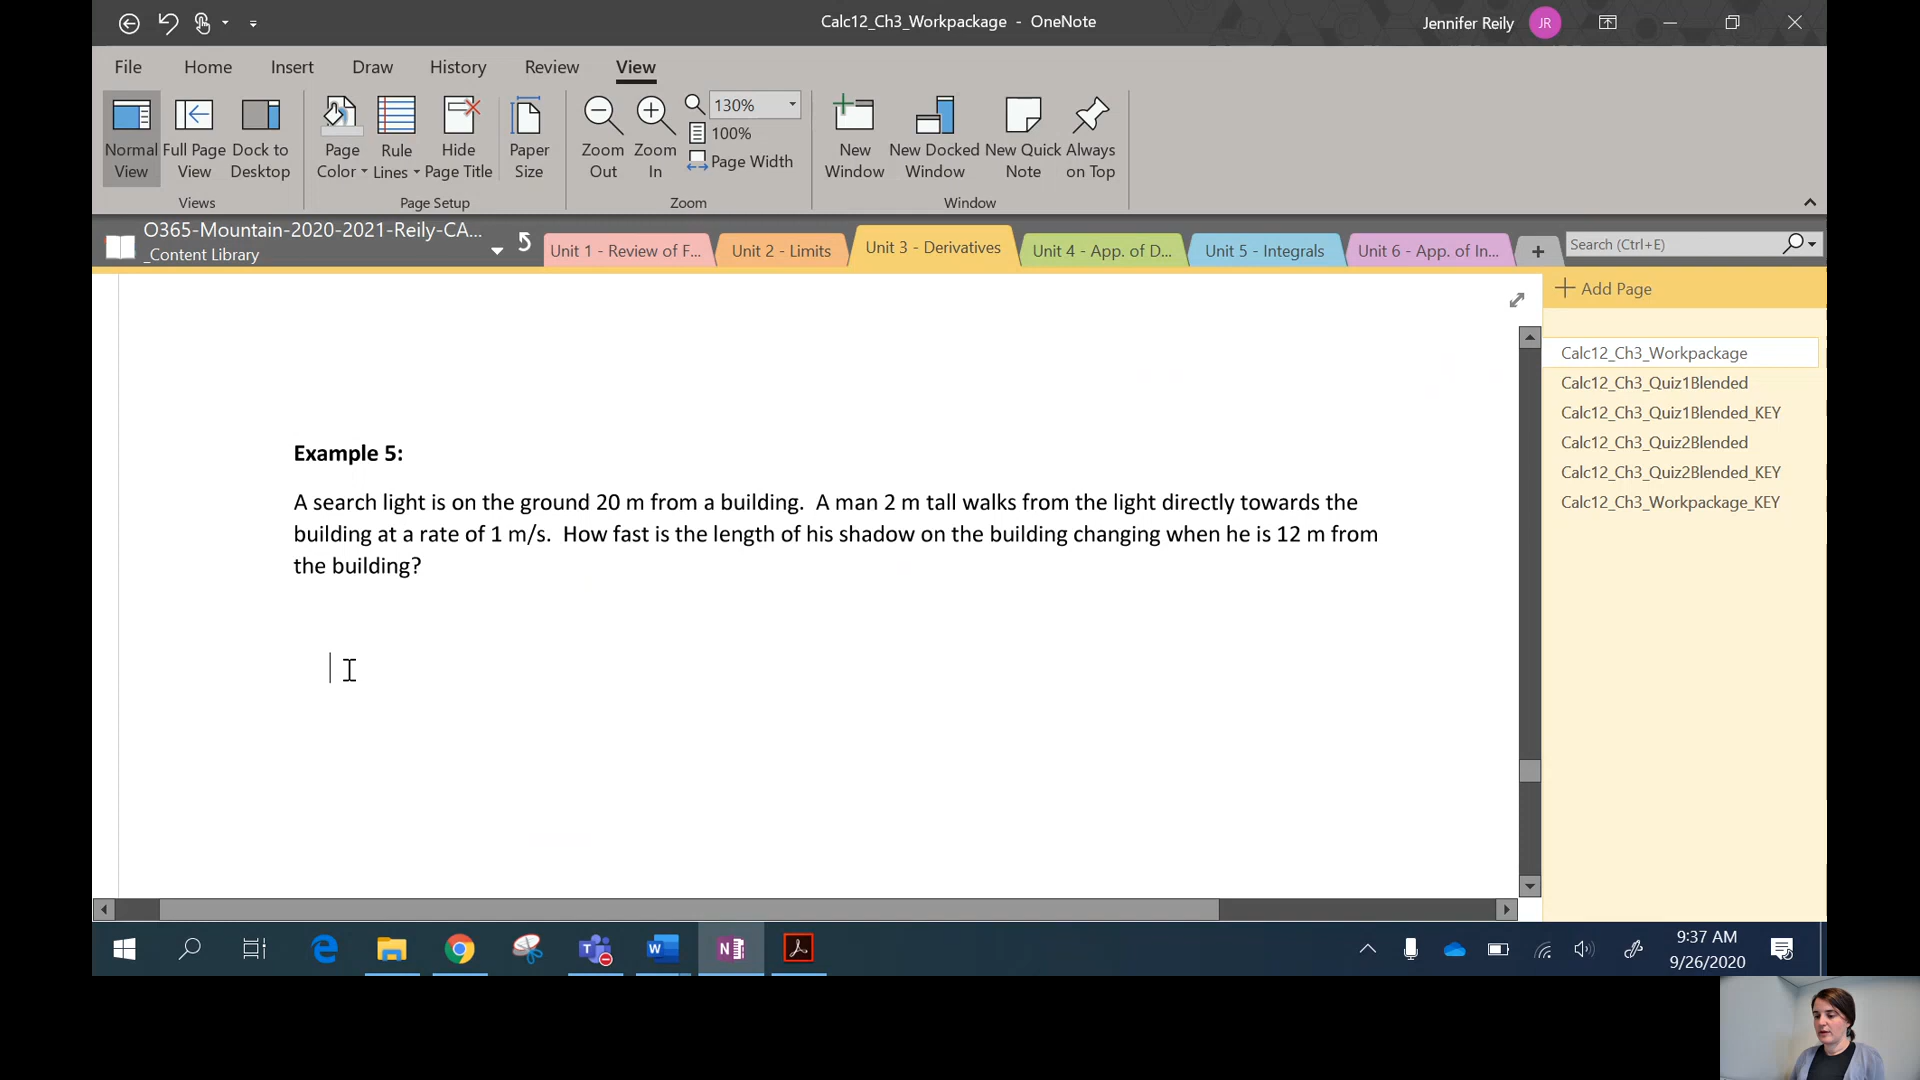 Calc12_Ch3_Workpackage - OneNote
Jennifer Reily
JR
File Home Insert Draw History Review View
Normal View
Full Page View
Dock to Desktop
Views
Page Color
Rule Lines
Hide Page Title
Paper Size
Page Setup
Zoom Out
Zoom In
130%
100%
Page Width
Zoom
New Window
New Docked Window
New Quick Note
Always on Top
Window
O365-Mountain-2020-2021-Reily-CA...
_Content Library
Unit 1 - Review of F...
Unit 2 - Limits
Unit 3 - Derivatives
Unit 4 - App. of D...
Unit 5 - Integrals
Unit 6 - App. of In...
Search (Ctrl+E)
Add Page
Calc12_Ch3_Workpackage
Calc12_Ch3_Quiz1Blended
Calc12_Ch3_Quiz1Blended_KEY
Calc12_Ch3_Quiz2Blended
Calc12_Ch3_Quiz2Blended_KEY
Calc12_Ch3_Workpackage_KEY
Example 5:
A search light is on the ground 20 m from a building. A man 2 m tall walks from the light directly towards the
building at a rate of 1 m/s. How fast is the length of his shadow on the building changing when he is 12 m from
the building?
9:37 AM
9/26/2020